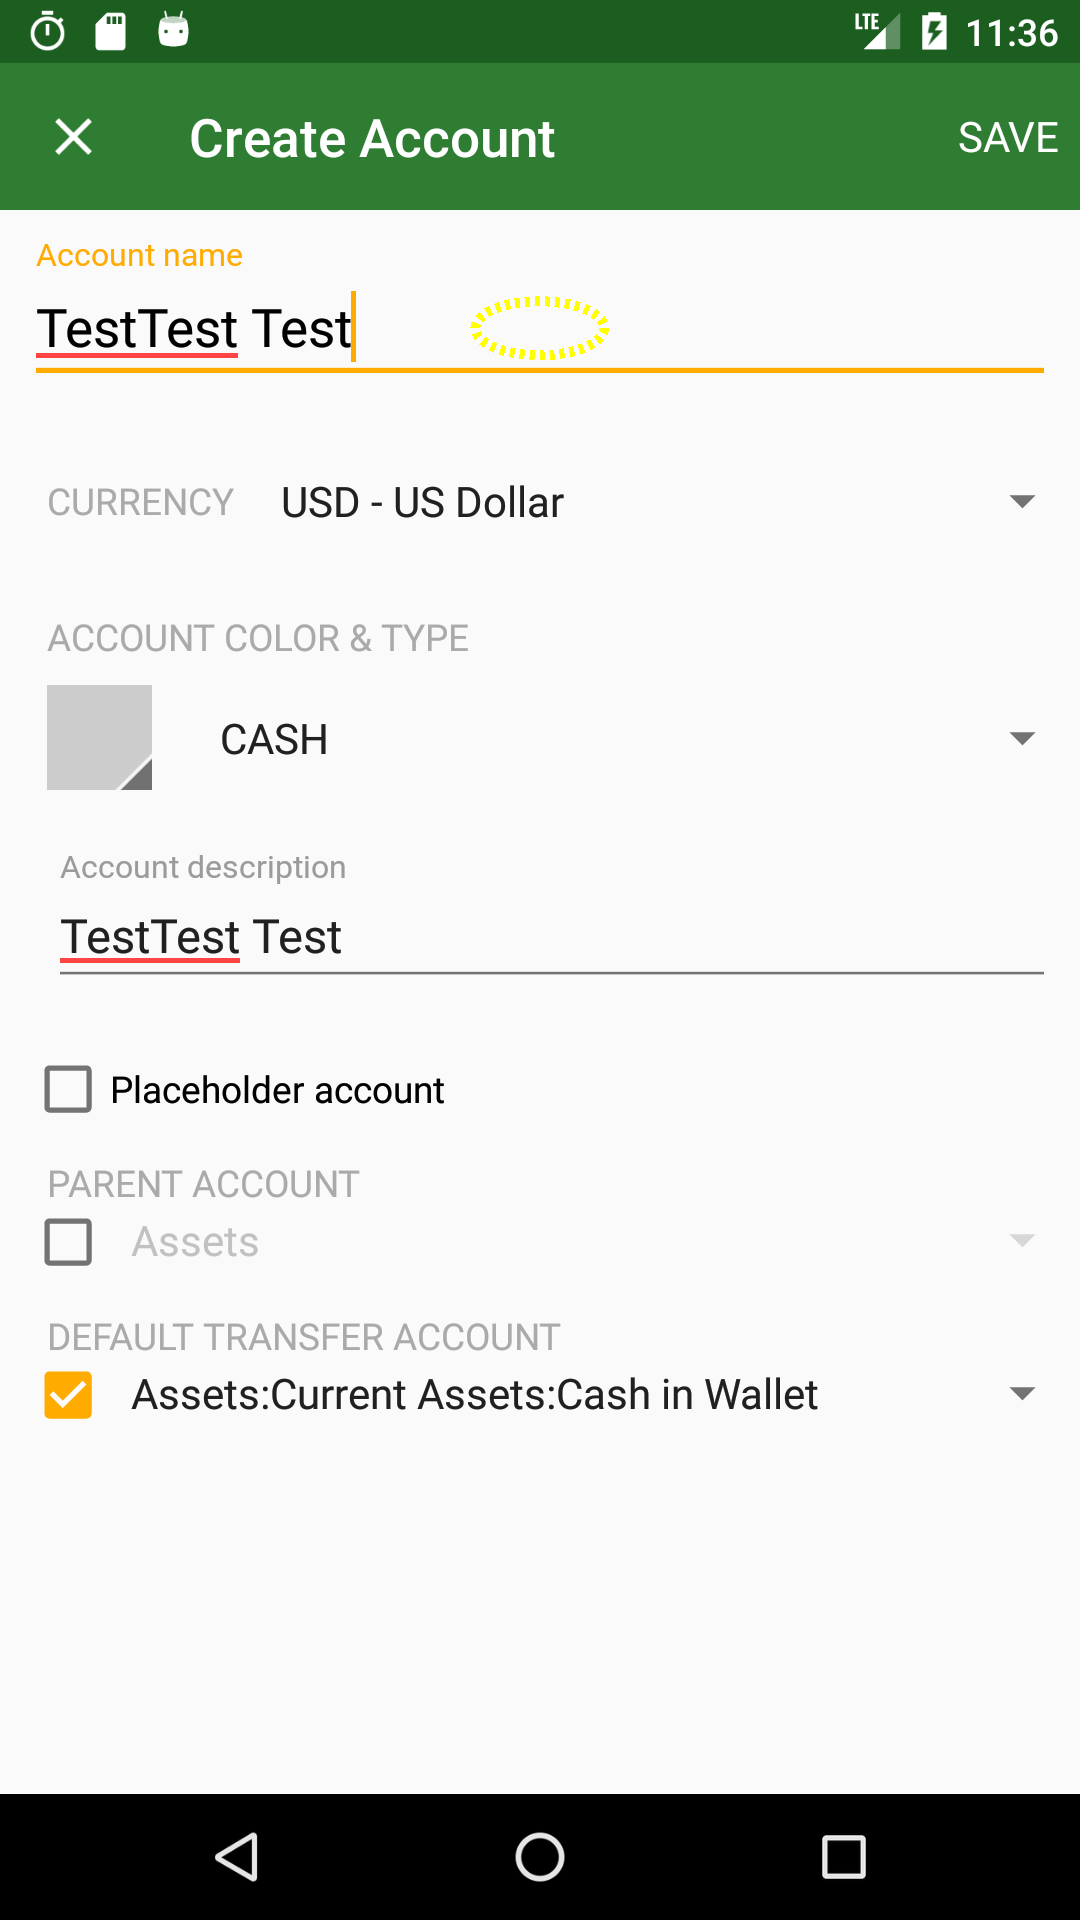 LTE 11:36
Create Account SAVE
Account name
TestTest Test
CURRENCY USD - US Dollar
ACCOUNT COLOR & TYPE
CASH
Account description
TestTest Test
Placeholder account
PARENT ACCOUNT
Assets
DEFAULT TRANSFER ACCOUNT
Assets:Current Assets:Cash in Wallet